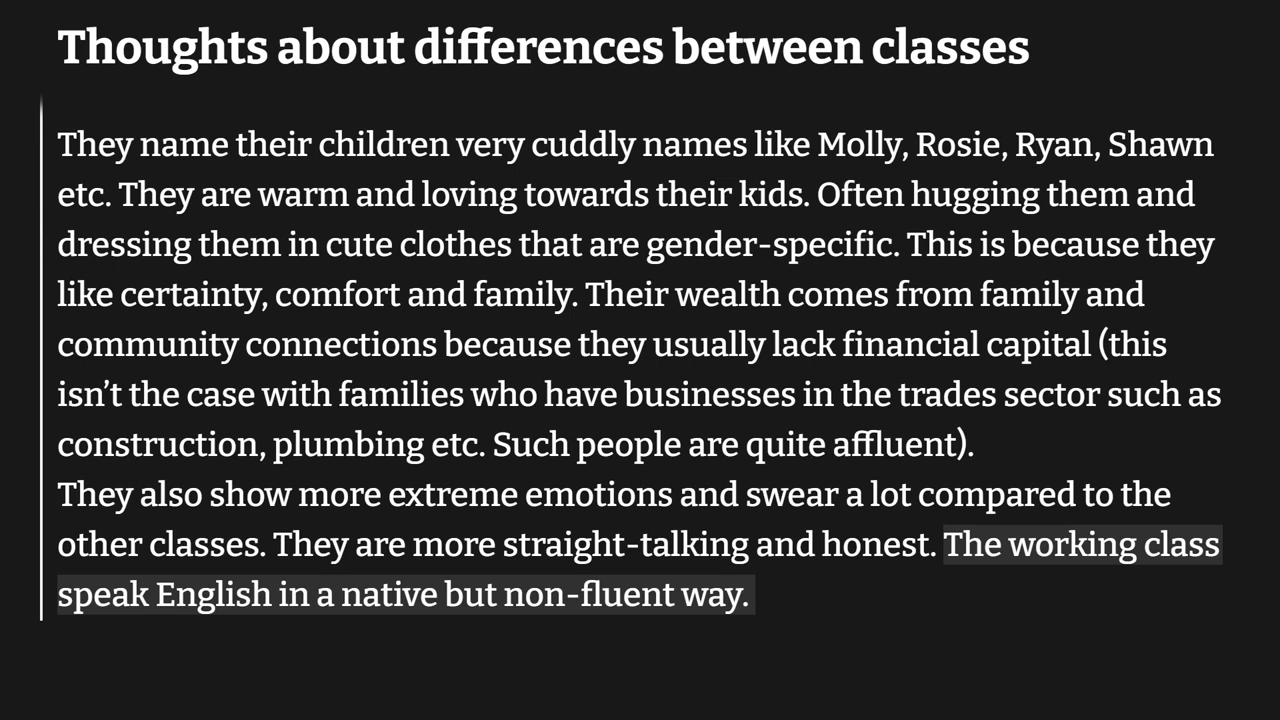 Thoughts about differences between classes
They name their children very cuddly names like Molly, Rosie, Ryan, Shawn
etc. They are warm and loving towards their kids. Often hugging them and
dressing them in cute clothes that are gender-specific. This is because they
like certainty, comfort and family. Their wealth comes from family and
community connections because they usually lack financial capital (this
isn’t the case with families who have businesses in the trades sector such as
construction, plumbing etc. Such people are quite affluent).
They also show more extreme emotions and swear a lot compared to the
other classes. They are more straight-talking and honest. The working class
speak English in a native but non-fluent way.